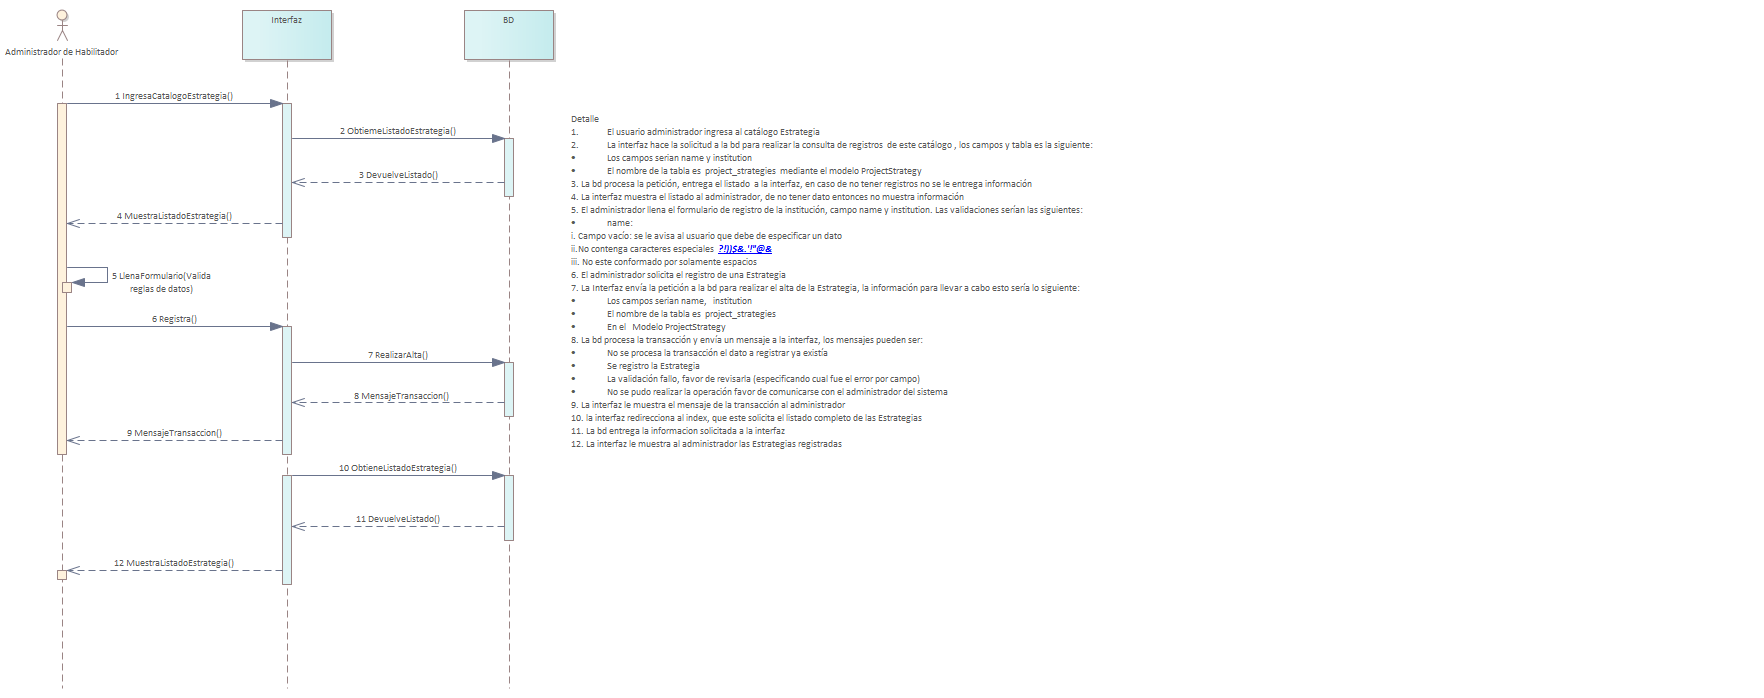 Administrador de Habilitador
Interfaz
BD
1 IngresaCatalogoEstrategia()
2 ObtiemeListadoEstrategia()
3 DevuelveListado()
4 MuestraListadoEstrategia()
5 LlenaFormulario(Valida
reglas de datos)
6 Registra()
7 RealizarAlta()
8 MensajeTransaccion()
9 MensajeTransaccion()
10 ObtieneListadoEstrategia()
11 DevuelveListado()
12 MuestraListadoEstrategia()
Detalle
1. El usuario administrador ingresa al catálogo Estrategia
2. La interfaz hace la solicitud a la bd para realizar la consulta de registros de este catálogo , los campos y tabla es la siguiente:
• Los campos serian name y institution
• El nombre de la tabla es project_strategies mediante el modelo ProjectStrategy
3. La bd procesa la petición, entrega el listado a la interfaz, en caso de no tener registros no se le entrega información
4. La interfaz muestra el listado al administrador, de no tener dato entonces no muestra información
5. El administrador llena el formulario de registro de la institución, campo name y institution. Las validaciones serían las siguientes:
• name:
i. Campo vacío: se le avisa al usuario que debe de especificar un dato
ii.No contenga caracteres especiales ?!))$&.'!"@&
iii. No este conformado por solamente espacios
6. El administrador solicita el registro de una Estrategia
7. La Interfaz envía la petición a la bd para realizar el alta de la Estrategia, la información para llevar a cabo esto sería lo siguiente:
• Los campos serian name, institution
• El nombre de la tabla es project_strategies
• En el Modelo ProjectStrategy
8. La bd procesa la transacción y envía un mensaje a la interfaz, los mensajes pueden ser:
• No se procesa la transacción el dato a registrar ya existía
• Se registro la Estrategia
• La validación fallo, favor de revisarla (especificando cual fue el error por campo)
• No se pudo realizar la operación favor de comunicarse con el administrador del sistema
9. La interfaz le muestra el mensaje de la transacción al administrador
10. la interfaz redirecciona al index, que este solicita el listado completo de las Estrategias
11. La bd entrega la informacion solicitada a la interfaz
12. La interfaz le muestra al administrador las Estrategias registradas